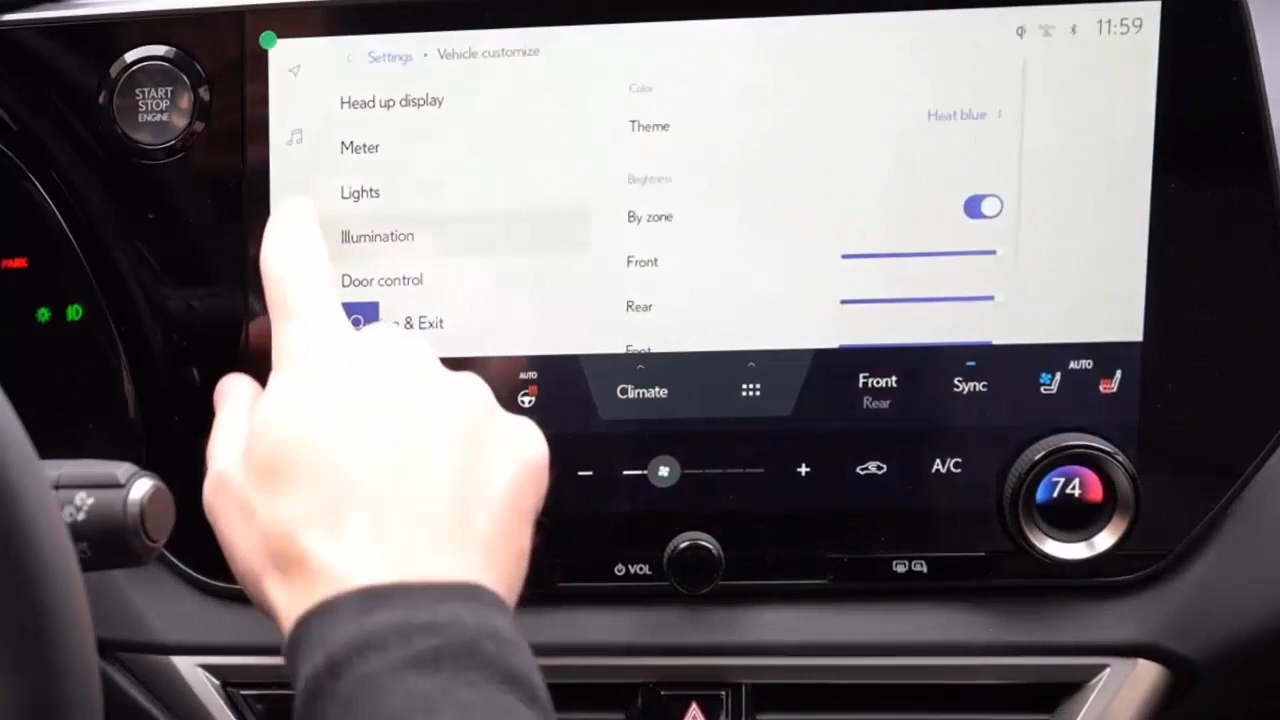 START
STOP
ENGINE
Settings • Vehicle customize
11:59
Head up display
Meter
Lights
Illumination
Door control
& Exit
Color
Theme
Heat blue
Brightness
By zone
Front
Rear
PARK
AUTO
Climate
Front
Rear
Sync
AUTO
A/C
74
VOL